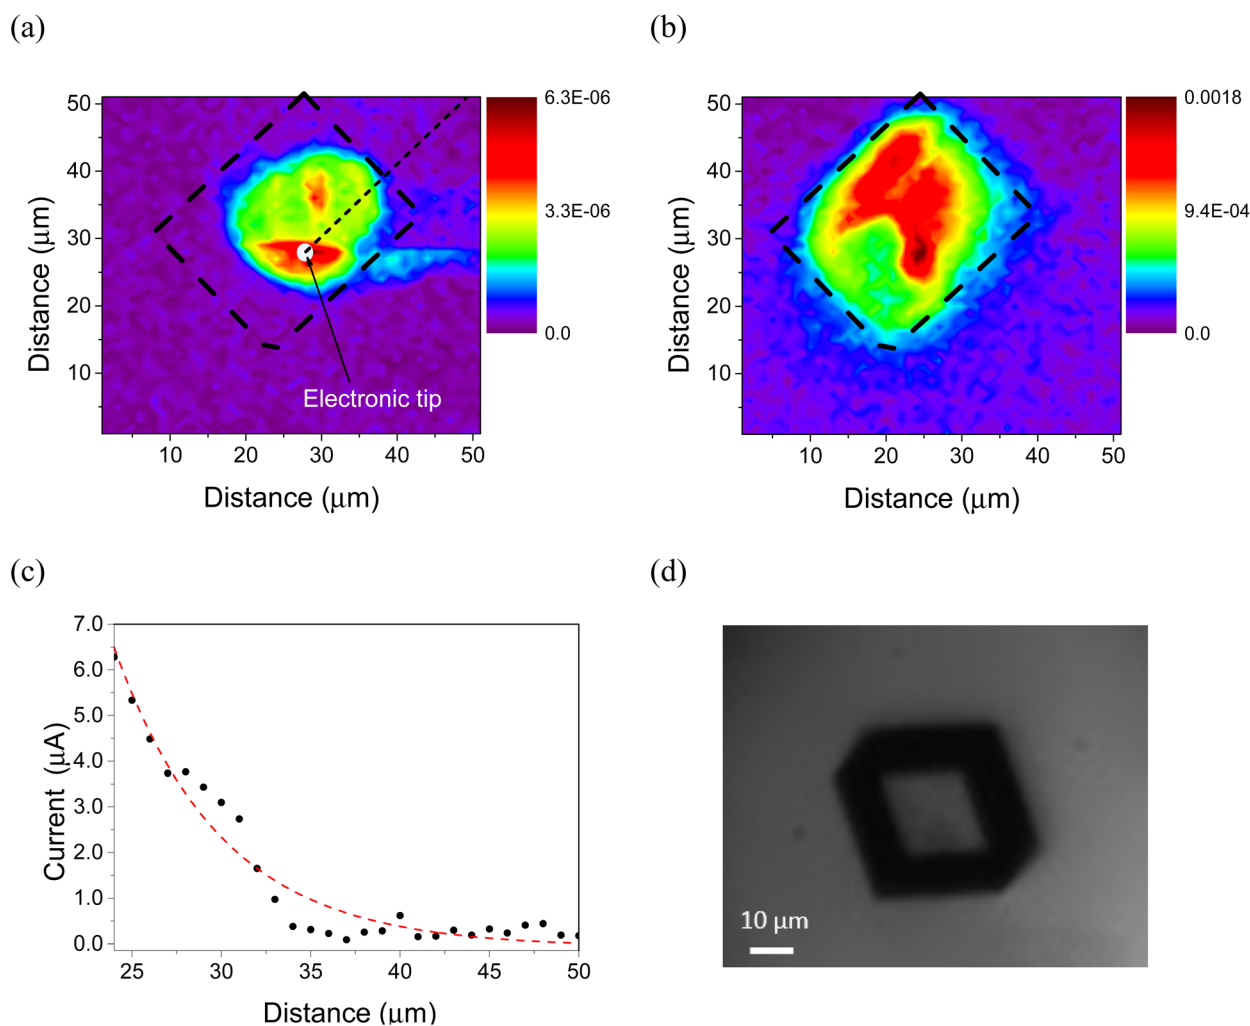 (a)
(b)
50
40
30
20
10
Distance (μm)
10
20
30
40
50
Distance (μm)
6.3E-06
3.3E-06
0.0
Electronic tip
50
40
30
20
10
Distance (μm)
10
20
30
40
50
Distance (μm)
0.0018
9.4E-04
0.0
(c)
(d)
7.0
6.0
5.0
4.0
3.0
2.0
1.0
0.0
Current (μA)
25
30
35
40
45
50
Distance (μm)
10 μm